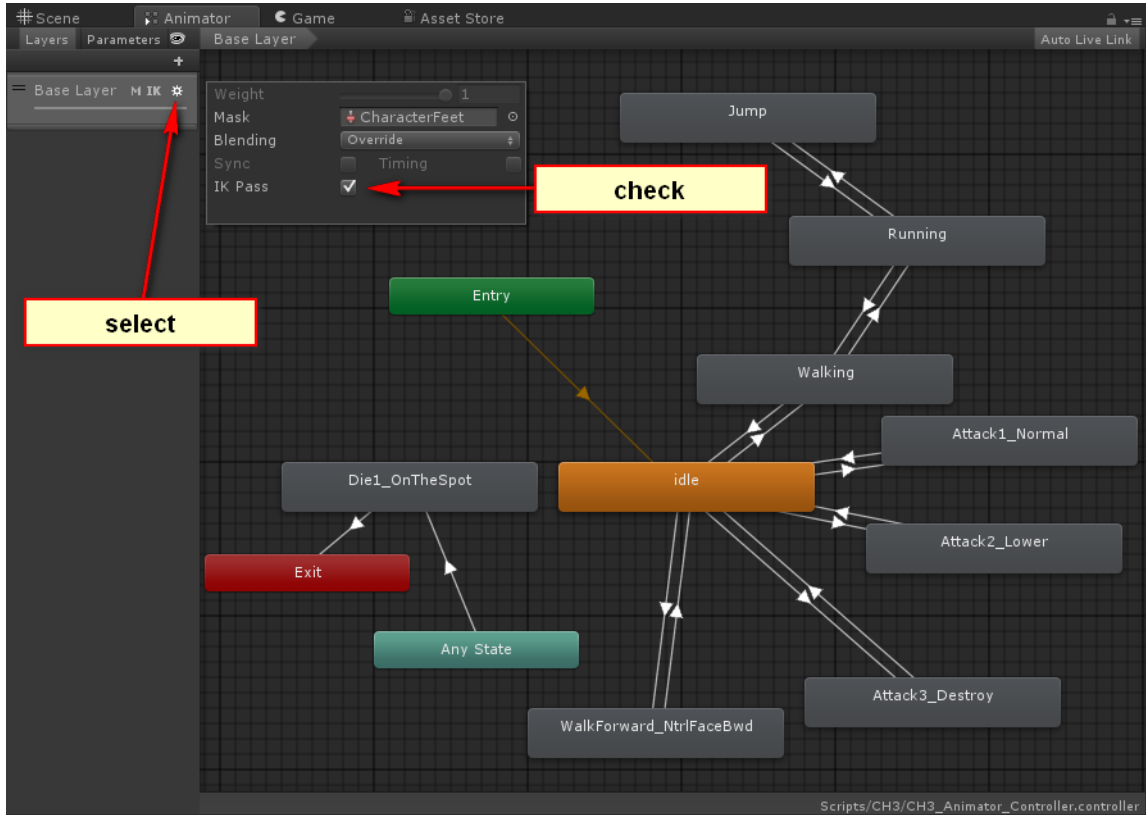 Scene Animator Game Asset Store
Layers Parameters Base Layer Auto Live Link
+
Base Layer M IK
Weight 1
Mask CharacterFeet
Blending Override
Sync Timing
IK Pass
check
select
Jump
Running
Entry
Walking
Attack1_Normal
Die1_OnTheSpot
idle
Attack2_Lower
Exit
Any State
Attack3_Destroy
WalkForward_NtrlFaceBwd
Scripts/CH3/CH3_Animator_Controller.controller